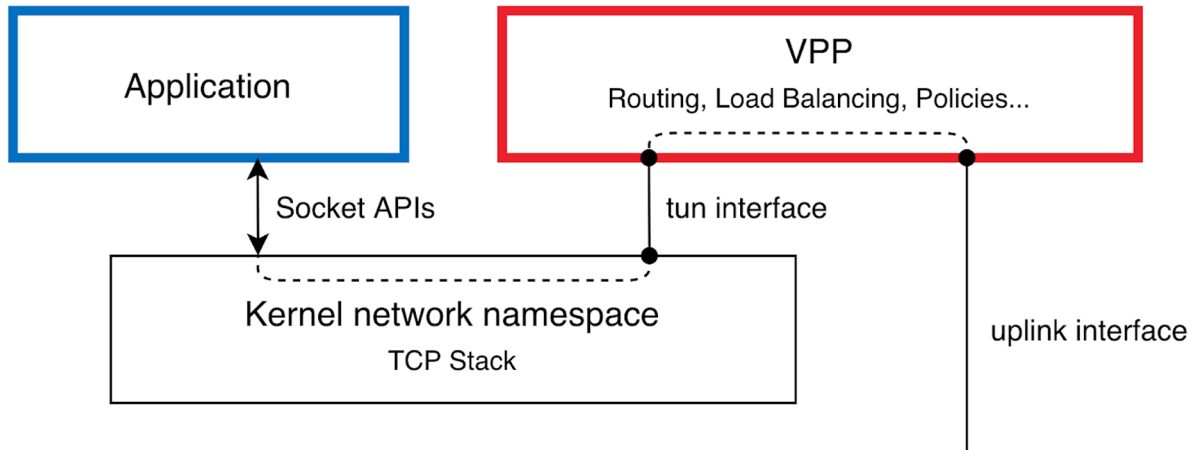 Application
VPP
Routing, Load Balancing, Policies...
Socket APIs
tun interface
Kernel network namespace
TCP Stack
uplink interface